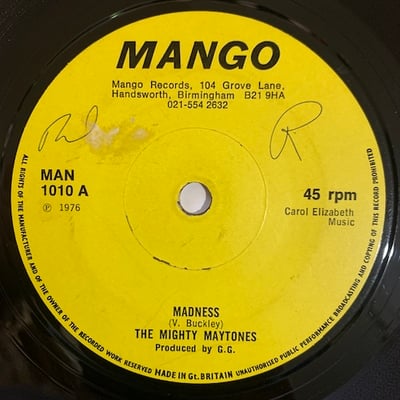 MANGO
Mango Records, 104 Grove Lane,
Handsworth, Birmingham B21 9HA
021-554 2632
R
MAN
1010 A
℗ 1976
45 rpm
Carol Elizabeth
Music
MADNESS
(V. Buckley)
THE MIGHTY MAYTONES
Produced by G.G.
ALL RIGHTS OF THE MANUFACTURER AND OF THE OWNER OF THE RECORDED WORK RESERVED MADE IN Gt. BRITAIN UNAUTHORISED PUBLIC PERFORMANCE BROADCASTING AND COPYING OF THIS RECORD PROHIBITED